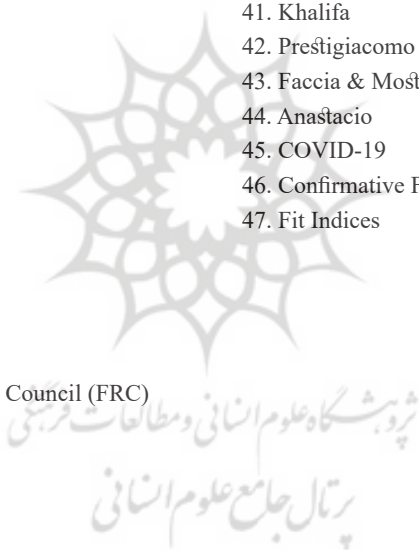 41. Khalifa
42. Prestigiacomo
43. Faccia & Most
44. Anastacio
45. COVID-19
46. Confirmative F
47. Fit Indices
Council (FRC)
پژوهشگاه علوم انسانی و مطالعات فرهنگی
پرتال جامع علوم انسانی